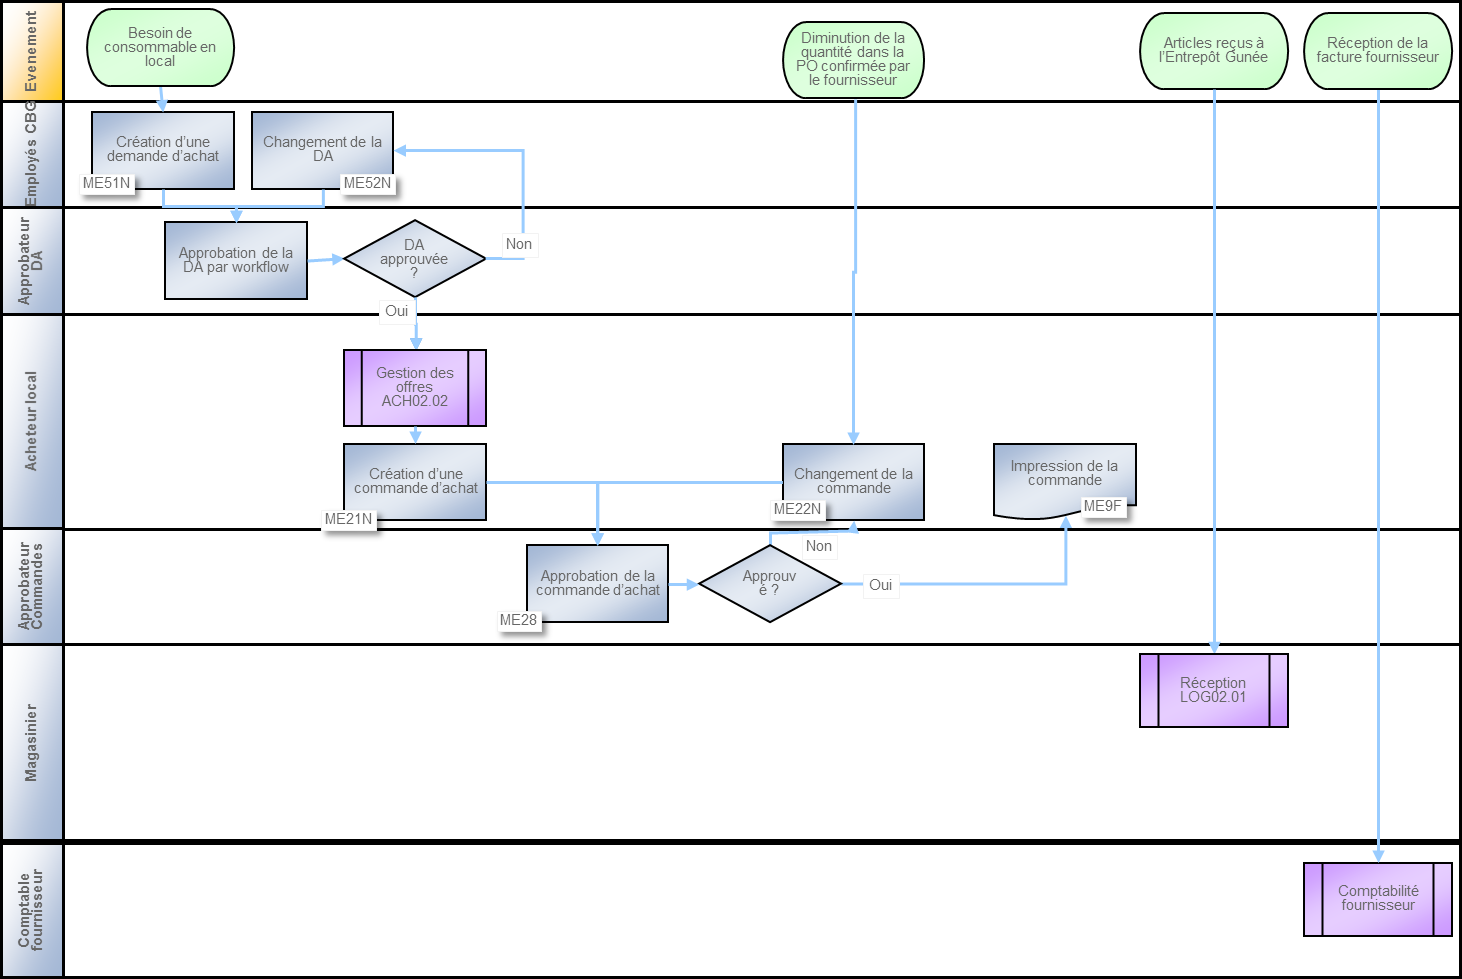 Evenement
Besoin de
consommable en
local
Diminution de la
quantité dans la
PO confirmée par
le fournisseur
Articles reçus à
l'Entrepôt Gunée
Réception de la
facture fournisseur
Employés CBG
Création d'une
demande d'achat
ME51N
Changement de la
DA
ME52N
Approbateur
DA
Approbation de la
DA par workflow
DA
approuvée
?
Non
Oui
Acheteur local
Gestion des
offres
ACH02.02
Création d'une
commande d'achat
ME21N
Changement de la
commande
ME22N
Impression de la
commande
ME9F
Approbateur
Commandes
Approbation de la
commande d'achat
ME28
Approuv
é ?
Non
Oui
Magasinier
Réception
LOG02.01
Comptable
fournisseur
Comptabilité
fournisseur